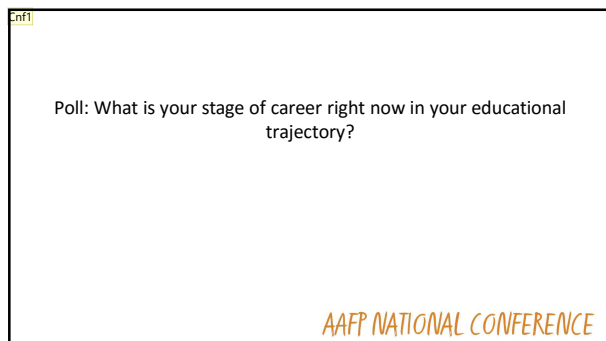 Cnf1
Poll: What is your stage of career right now in your educational
trajectory?
AAFP NATIONAL CONFERENCE